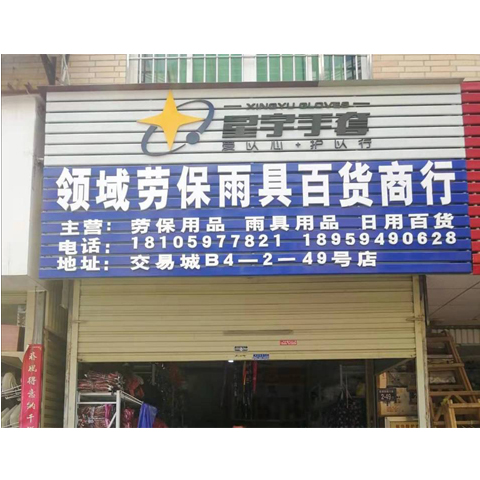 XINGYU GLOVES
星宇手套
爱以心·护以行
领域劳保雨具百货商行
主营：劳保用品 雨具用品 日用百货
电话：18105977821 18959490628
地址：交易城B4—2—49号店
2-49